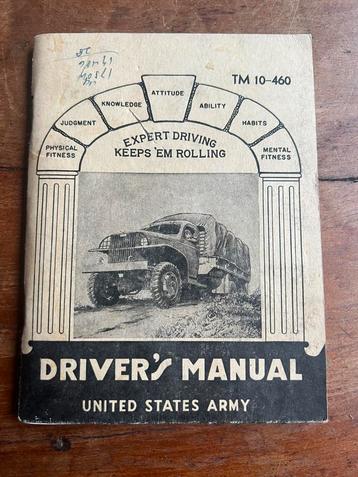 TM 10-460
PHYSICAL FITNESS
JUDGMENT
KNOWLEDGE
ATTITUDE
ABILITY
HABITS
MENTAL FITNESS
EXPERT DRIVING
KEEPS 'EM ROLLING
DRIVER'S MANUAL
UNITED STATES ARMY